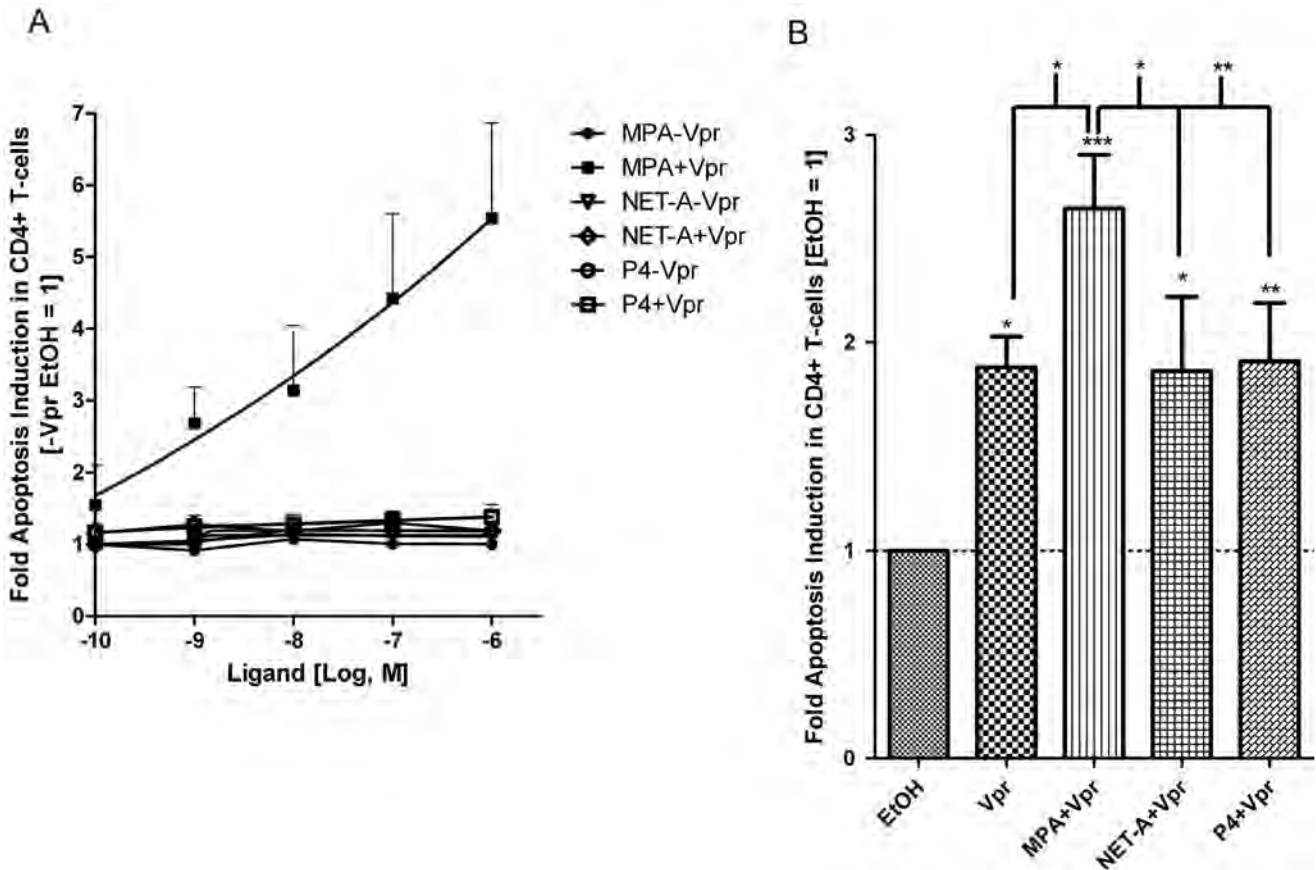 A
Fold Apoptosis Induction in CD4+ T-cells
[-Vpr EtOH = 1]
7
6
5
4
3
2
1
0
-10 -9 -8 -7 -6
Ligand [Log, M]
MPA-Vpr
MPA+Vpr
NET-A-Vpr
NET-A+Vpr
P4-Vpr
P4+Vpr
B
Fold Apoptosis Induction in CD4+ T-cells [EtOH = 1]
* * **
3
***
* * **
2
1
0
EtOH Vpr MPA+Vpr NET-A+Vpr P4+Vpr